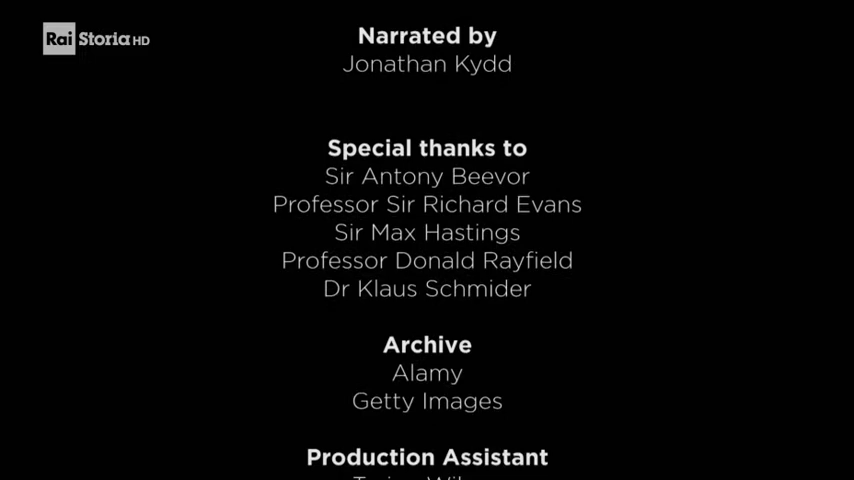 Rai Storia HD
Narrated by
Jonathan Kydd
Special thanks to
Sir Antony Beevor
Professor Sir Richard Evans
Sir Max Hastings
Professor Donald Rayfield
Dr Klaus Schmider
Archive
Alamy
Getty Images
Production Assistant